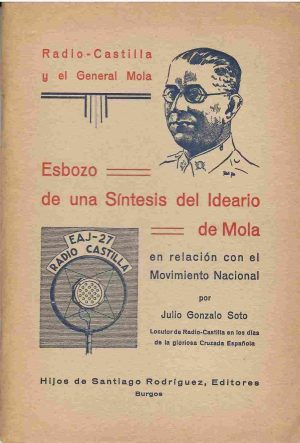 Radio-Castilla
y el General Mola
Esbozo
de una Síntesis del Ideario
de Mola
EAJ-27
RADIO CASTILLA
en relación con el
Movimiento Nacional
por
Julio Gonzalo Soto
Locutor de Radio-Castilla en los días
de la gloriosa Cruzada Española
Hijos de Santiago Rodríguez, Editores
Burgos